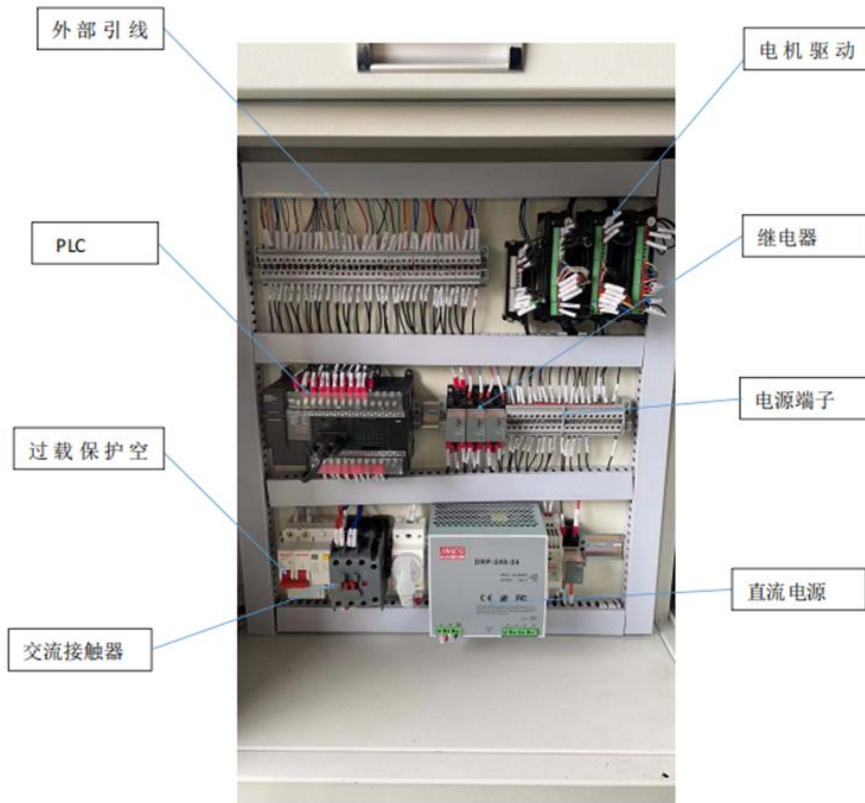 外部引线
电机驱动
PLC
继电器
电源端子
过载保护空
DRP-240-24
直流电源
交流接触器